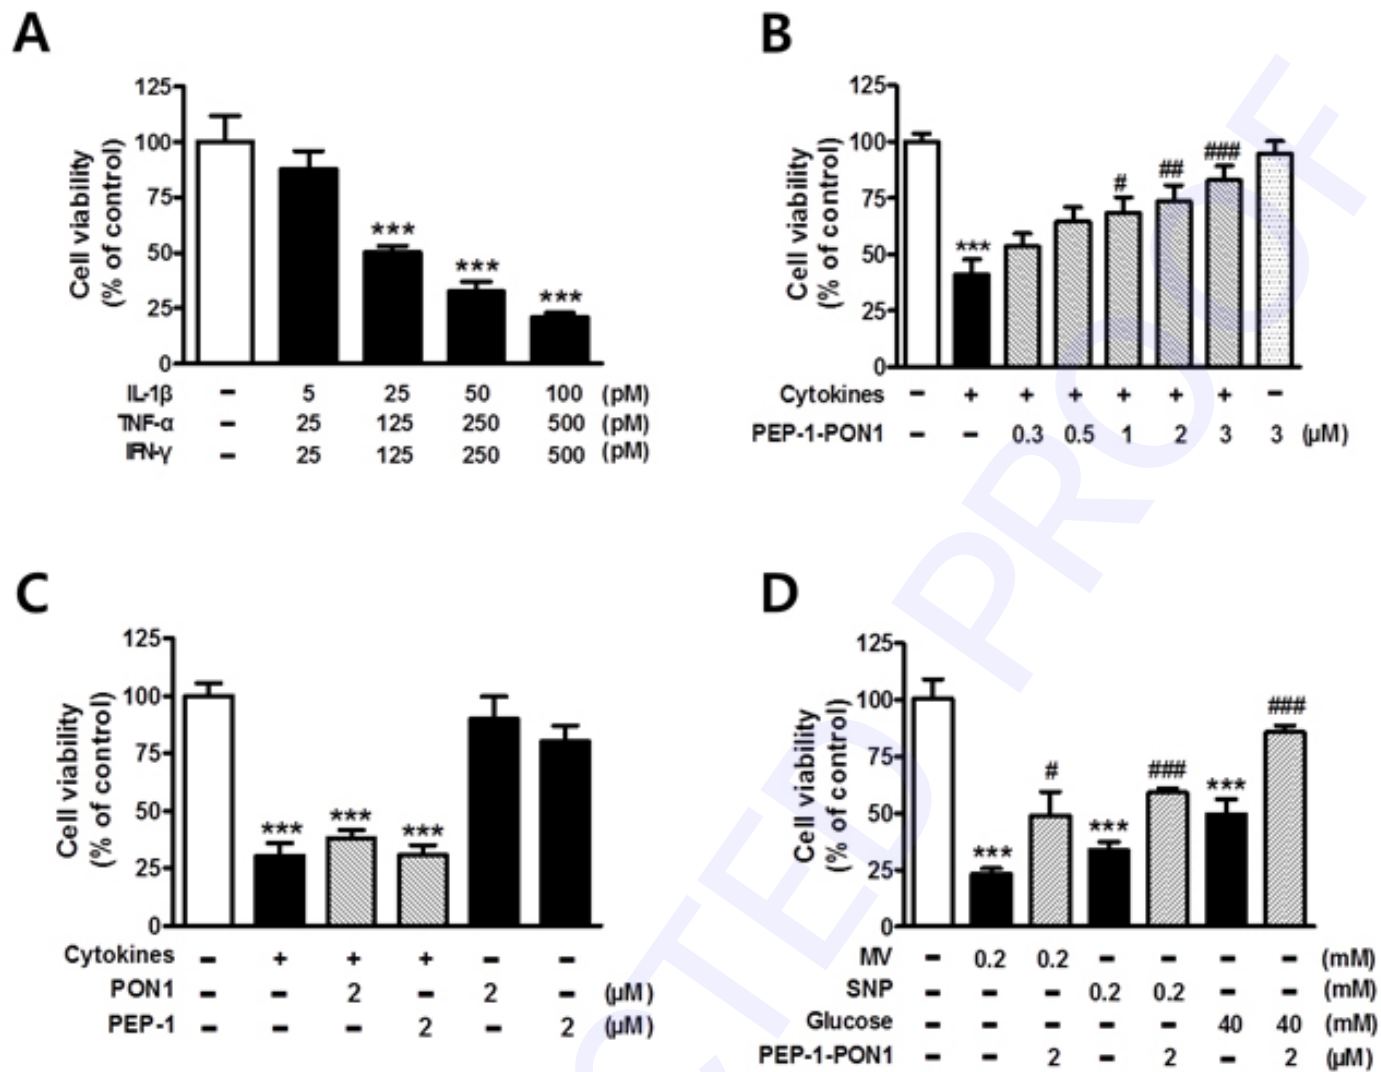 A
125
100
75
50
25
0
Cell viability
(% of control)
***
***
***
IL-1β – 5 25 50 100 (pM)
TNF-α – 25 125 250 500 (pM)
IFN-γ – 25 125 250 500 (pM)
B
125
100
75
50
25
0
Cell viability
(% of control)
***
#
##
###
Cytokines – + + + + + + –
PEP-1-PON1 – – 0.3 0.5 1 2 3 3 (µM)
C
125
100
75
50
25
0
Cell viability
(% of control)
***
***
***
Cytokines – + + + – –
PON1 – – 2 – 2 – (µM)
PEP-1 – – – 2 – 2 (µM)
D
125
100
75
50
25
0
Cell viability
(% of control)
***
#
***
###
***
###
MV – 0.2 0.2 – – – – (mM)
SNP – – – 0.2 0.2 – – (mM)
Glucose – – – – – 40 40 (mM)
PEP-1-PON1 – – 2 – 2 – 2 (µM)
CTED PROOF